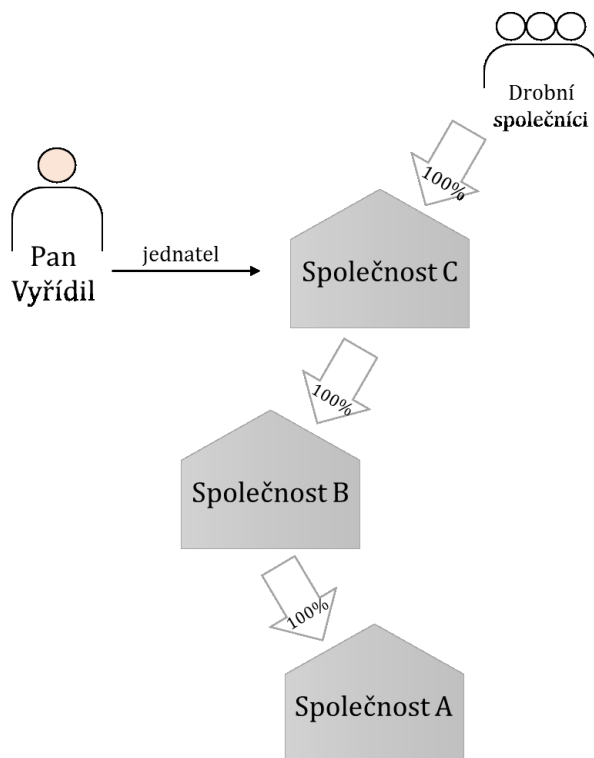 Drobní
společníci
100%
Pan
Vyřídil
jednatel
Společnost C
100%
Společnost B
100%
Společnost A